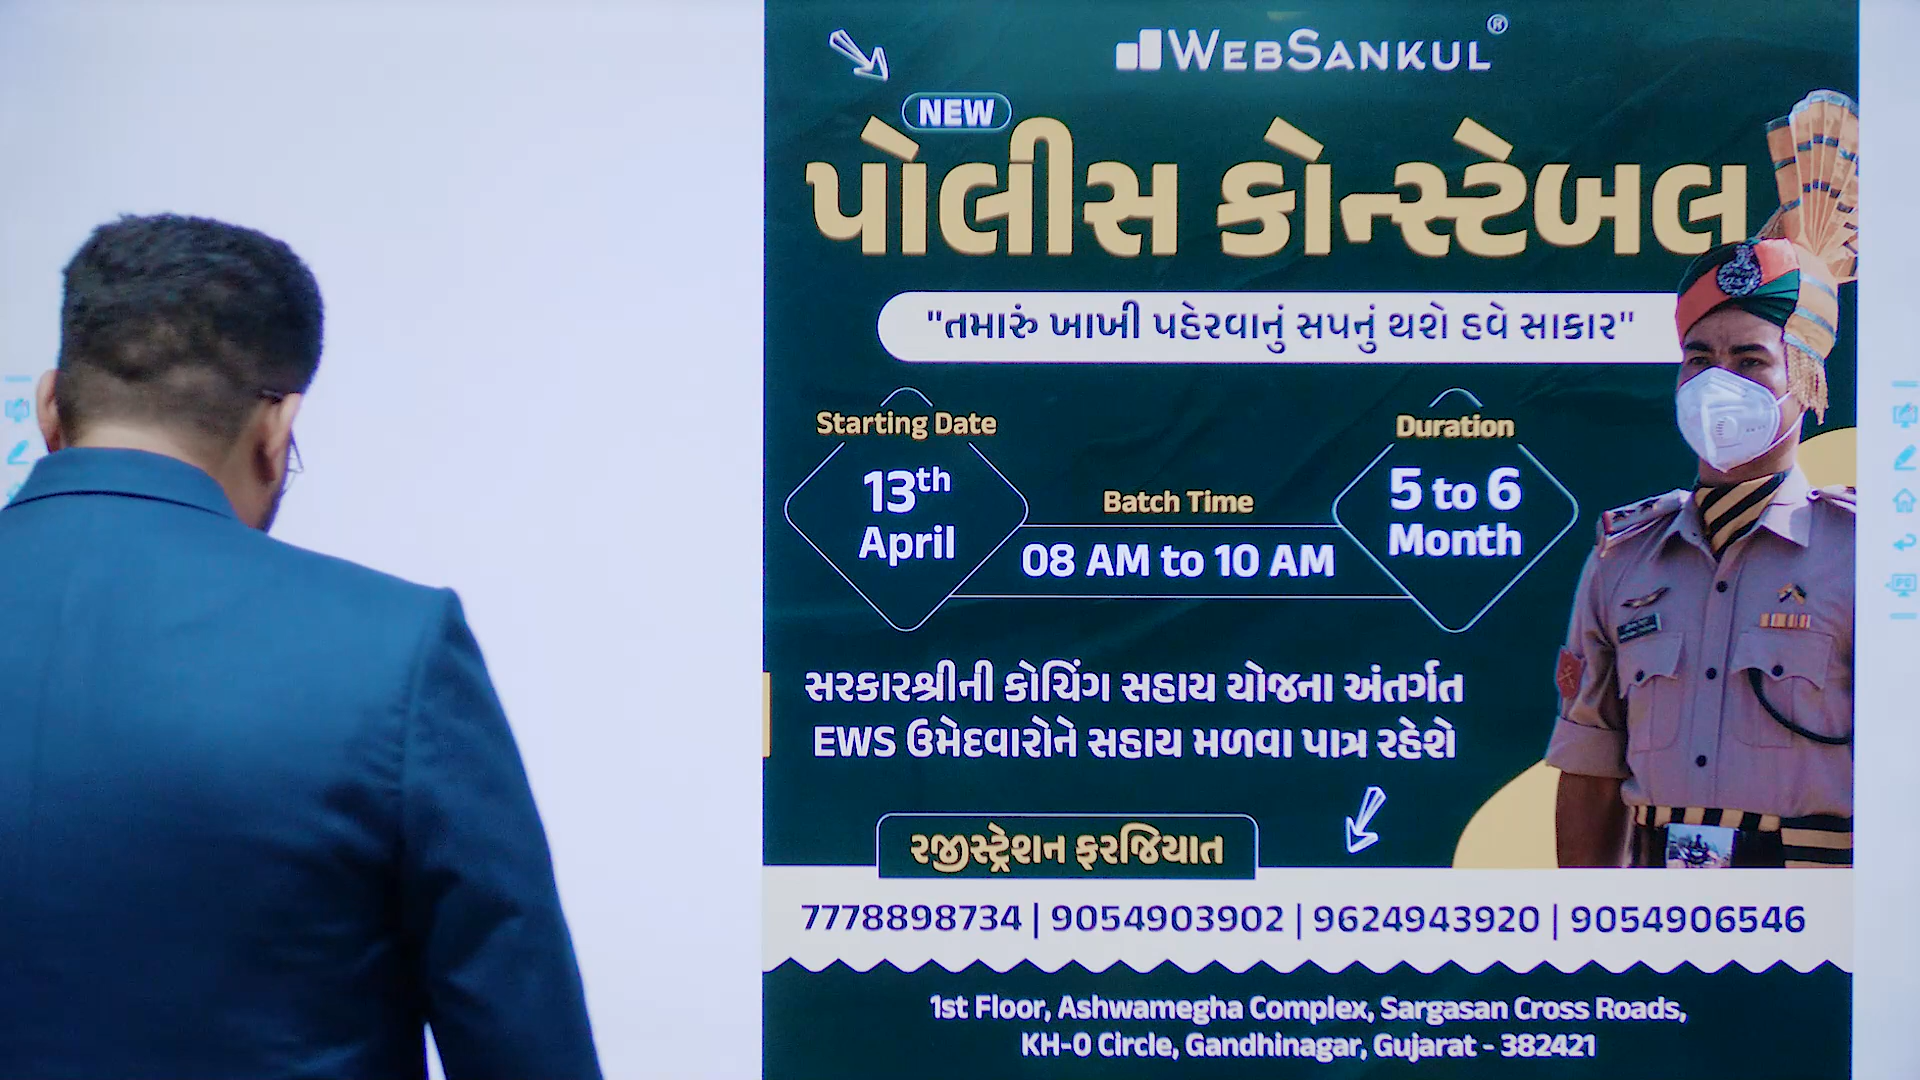 WEBSANKUL®
NEW
પોલીસ કોન્સ્ટેબલ
"તમારું ખાખી પહેરવાનું સપનું થશે હવે સાકાર"
Starting Date
13th
April
Batch Time
08 AM to 10 AM
Duration
5 to 6
Month
સરકારશ્રીની કોચિંગ સહાય યોજના અંતર્ગત
EWS ઉમેદવારોને સહાય મળવા પાત્ર રહેશે
રજીસ્ટ્રેશન ફરજિયાત
7778898734 | 9054903902 | 9624943920 | 9054906546
1st Floor, Ashwamegha Complex, Sargasan Cross Roads,
KH-0 Circle, Gandhinagar, Gujarat - 382421